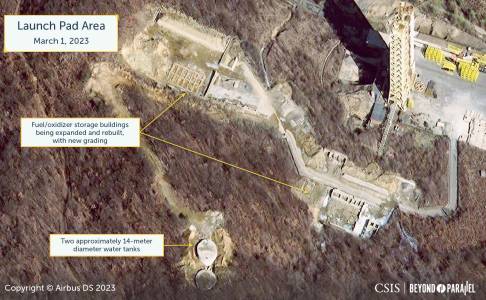 Launch Pad Area
March 1, 2023
Fuel/oxidizer storage buildings
being expanded and rebuilt,
with new grading
Two approximately 14-meter
diameter water tanks
Copyright © Airbus DS 2023
CSIS | BEYOND PARALLEL